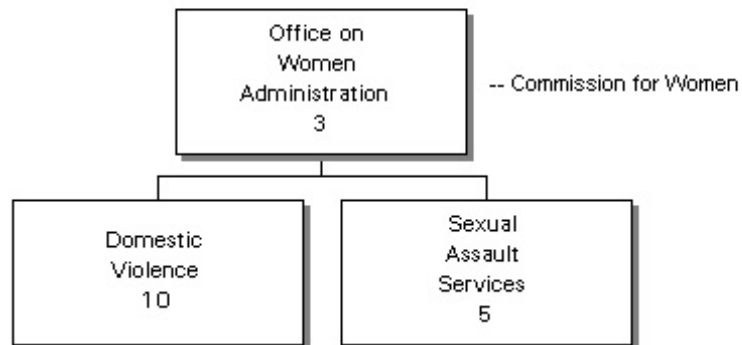 Office on
Women
Administration
3
-- Commission for Women
Domestic
Violence
10
Sexual
Assault
Services
5